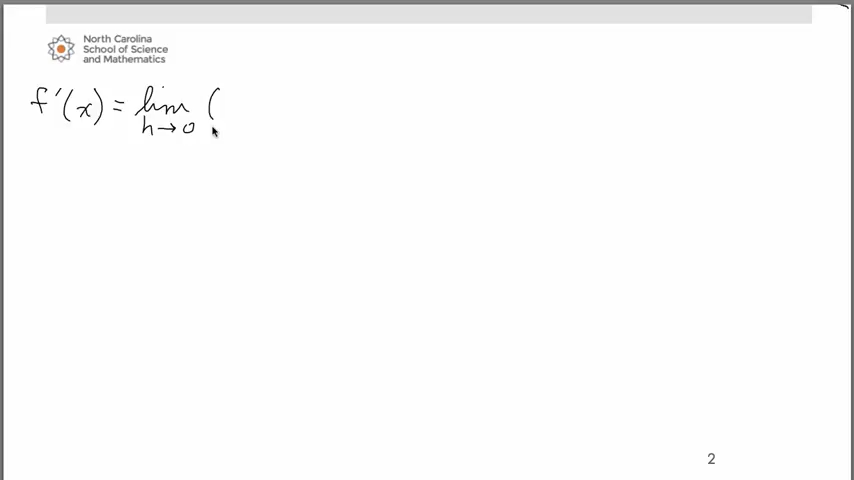 North Carolina
School of Science
and Mathematics
f'(x) = lim (
h→0
2